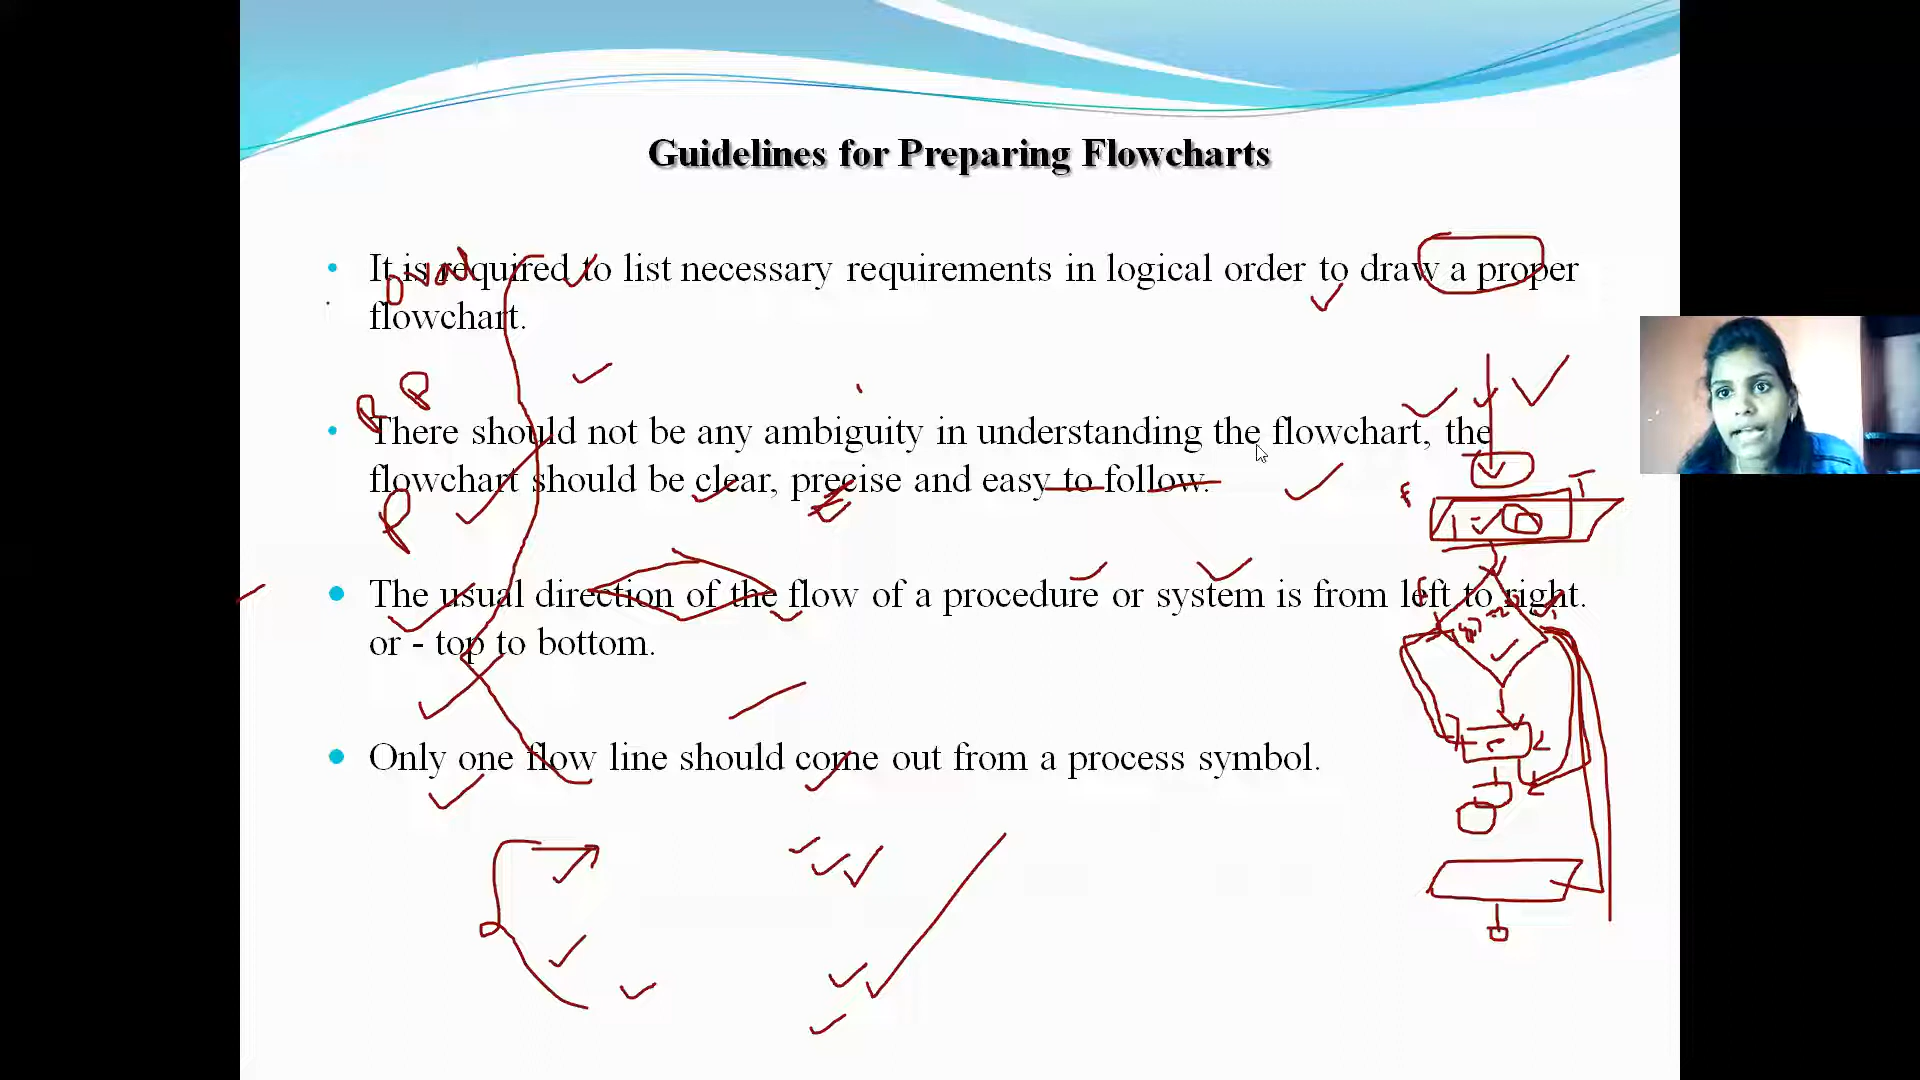 Guidelines for Preparing Flowcharts
• It is required to list necessary requirements in logical order to draw a proper
flowchart.
• There should not be any ambiguity in understanding the flowchart, the
flowchart should be clear, precise and easy to follow.
• The usual direction of the flow of a procedure or system is from left to right.
or - top to bottom.
• Only one flow line should come out from a process symbol.
oval
R P
P
F T